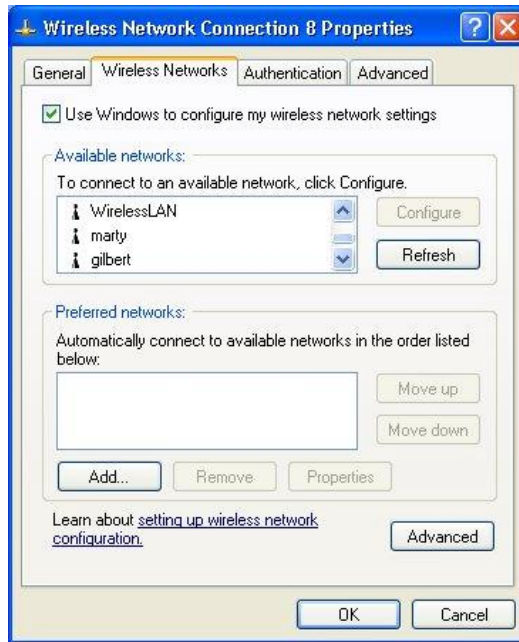 Wireless Network Connection 8 Properties
General Wireless Networks Authentication Advanced
Use Windows to configure my wireless network settings
Available networks:
To connect to an available network, click Configure.
WirelessLAN
marty
gilbert
Configure
Refresh
Preferred networks:
Automatically connect to available networks in the order listed
below:
Move up
Move down
Add... Remove Properties
Learn about setting up wireless network
configuration.
Advanced
OK Cancel